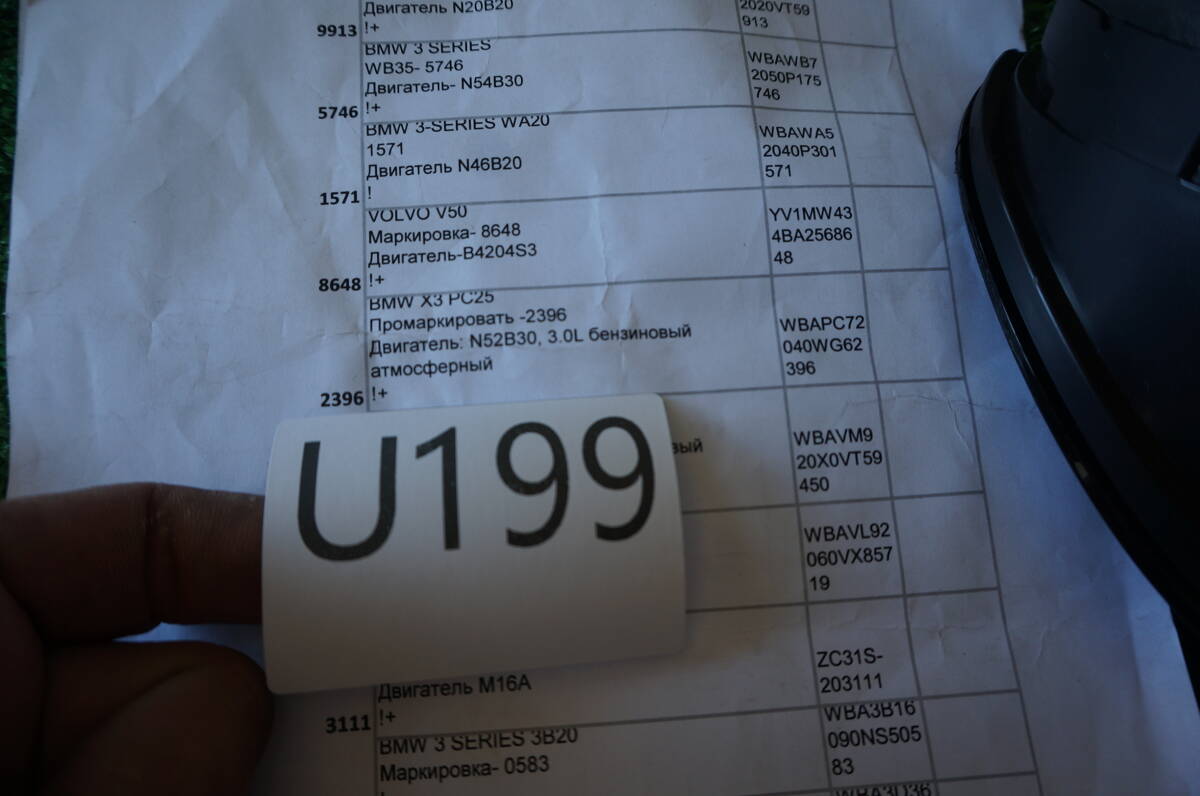 Двигатель N20B20
2020VT59
9913 !+
913
BMW 3 SERIES
WB35- 5746
Двигатель- N54B30
5746 !+
WBAWB7
2050P175
746
BMW 3-SERIES WA20
1571
Двигатель N46B20
1571 !
WBAWA5
2040P301
571
VOLVO V50
Маркировка- 8648
Двигатель-B4204S3
8648 !+
YV1MW43
4BA25686
48
BMW X3 PC25
Промаркировать -2396
Двигатель: N52B30, 3.0L бензиновый
атмосферный
2396 !+
WBAPC72
040WG62
396
U199
WBAVM9
20X0VT59
450
WBAVL92
060VX857
19
Двигатель M16A
3111 !+
ZC31S-
203111
BMW 3 SERIES 3B20
Маркировка- 0583
WBA3B16
090NS505
83
WBA3D36